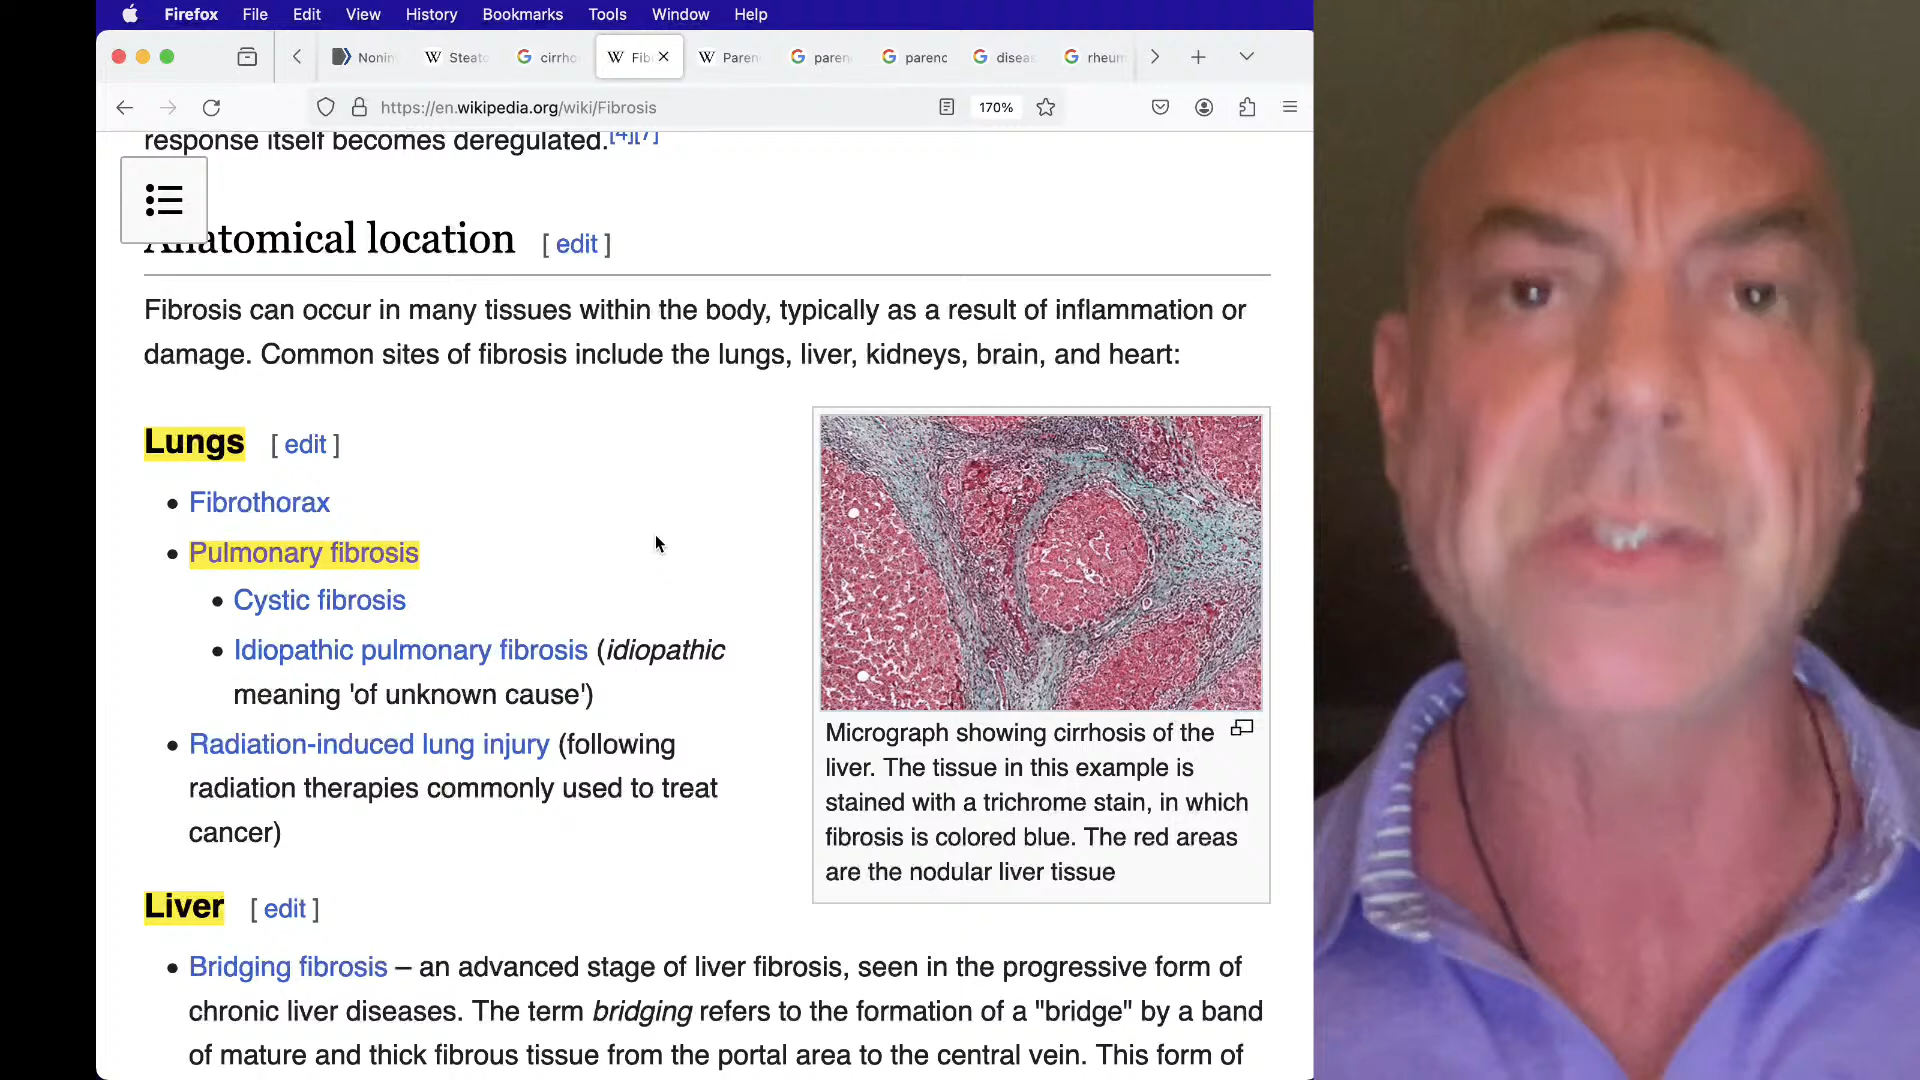 Firefox File Edit View History Bookmarks Tools Window Help
Nonin Steato cirrho Fib Paren paren parenc diseas rheum
https://en.wikipedia.org/wiki/Fibrosis 170%
response itself becomes deregulated.[4][7]
Anatomical location [ edit ]
Fibrosis can occur in many tissues within the body, typically as a result of inflammation or
damage. Common sites of fibrosis include the lungs, liver, kidneys, brain, and heart:
Lungs [ edit ]
Fibrothorax
Pulmonary fibrosis
Cystic fibrosis
Idiopathic pulmonary fibrosis (idiopathic
meaning 'of unknown cause')
Radiation-induced lung injury (following
radiation therapies commonly used to treat
cancer)
Micrograph showing cirrhosis of the
liver. The tissue in this example is
stained with a trichrome stain, in which
fibrosis is colored blue. The red areas
are the nodular liver tissue
Liver [ edit ]
Bridging fibrosis – an advanced stage of liver fibrosis, seen in the progressive form of
chronic liver diseases. The term bridging refers to the formation of a "bridge" by a band
of mature and thick fibrous tissue from the portal area to the central vein. This form of